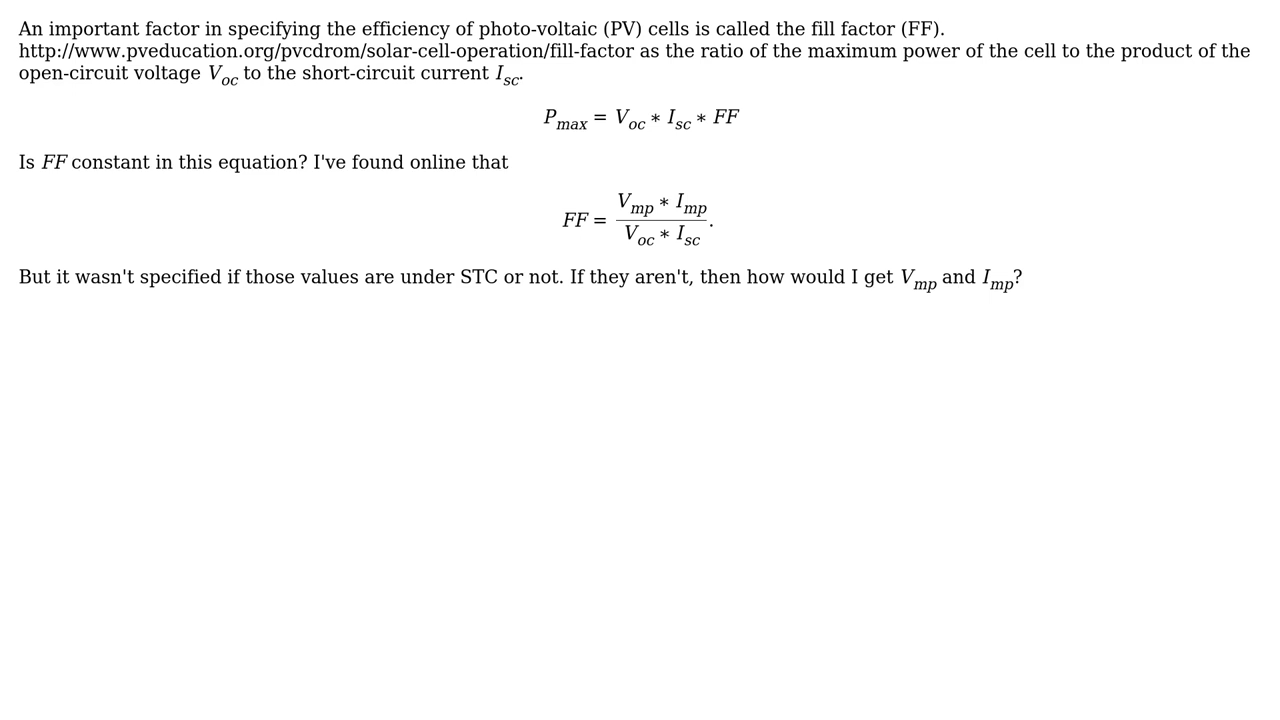 An important factor in specifying the efficiency of photo-voltaic (PV) cells is called the fill factor (FF).
http://www.pveducation.org/pvcdrom/solar-cell-operation/fill-factor as the ratio of the maximum power of the cell to the product of the
open-circuit voltage V_oc to the short-circuit current I_sc.
P_max = V_oc * I_sc * FF
Is FF constant in this equation? I've found online that
FF = \frac{V_mp * I_mp}{V_oc * I_sc}.
But it wasn't specified if those values are under STC or not. If they aren't, then how would I get V_mp and I_mp?